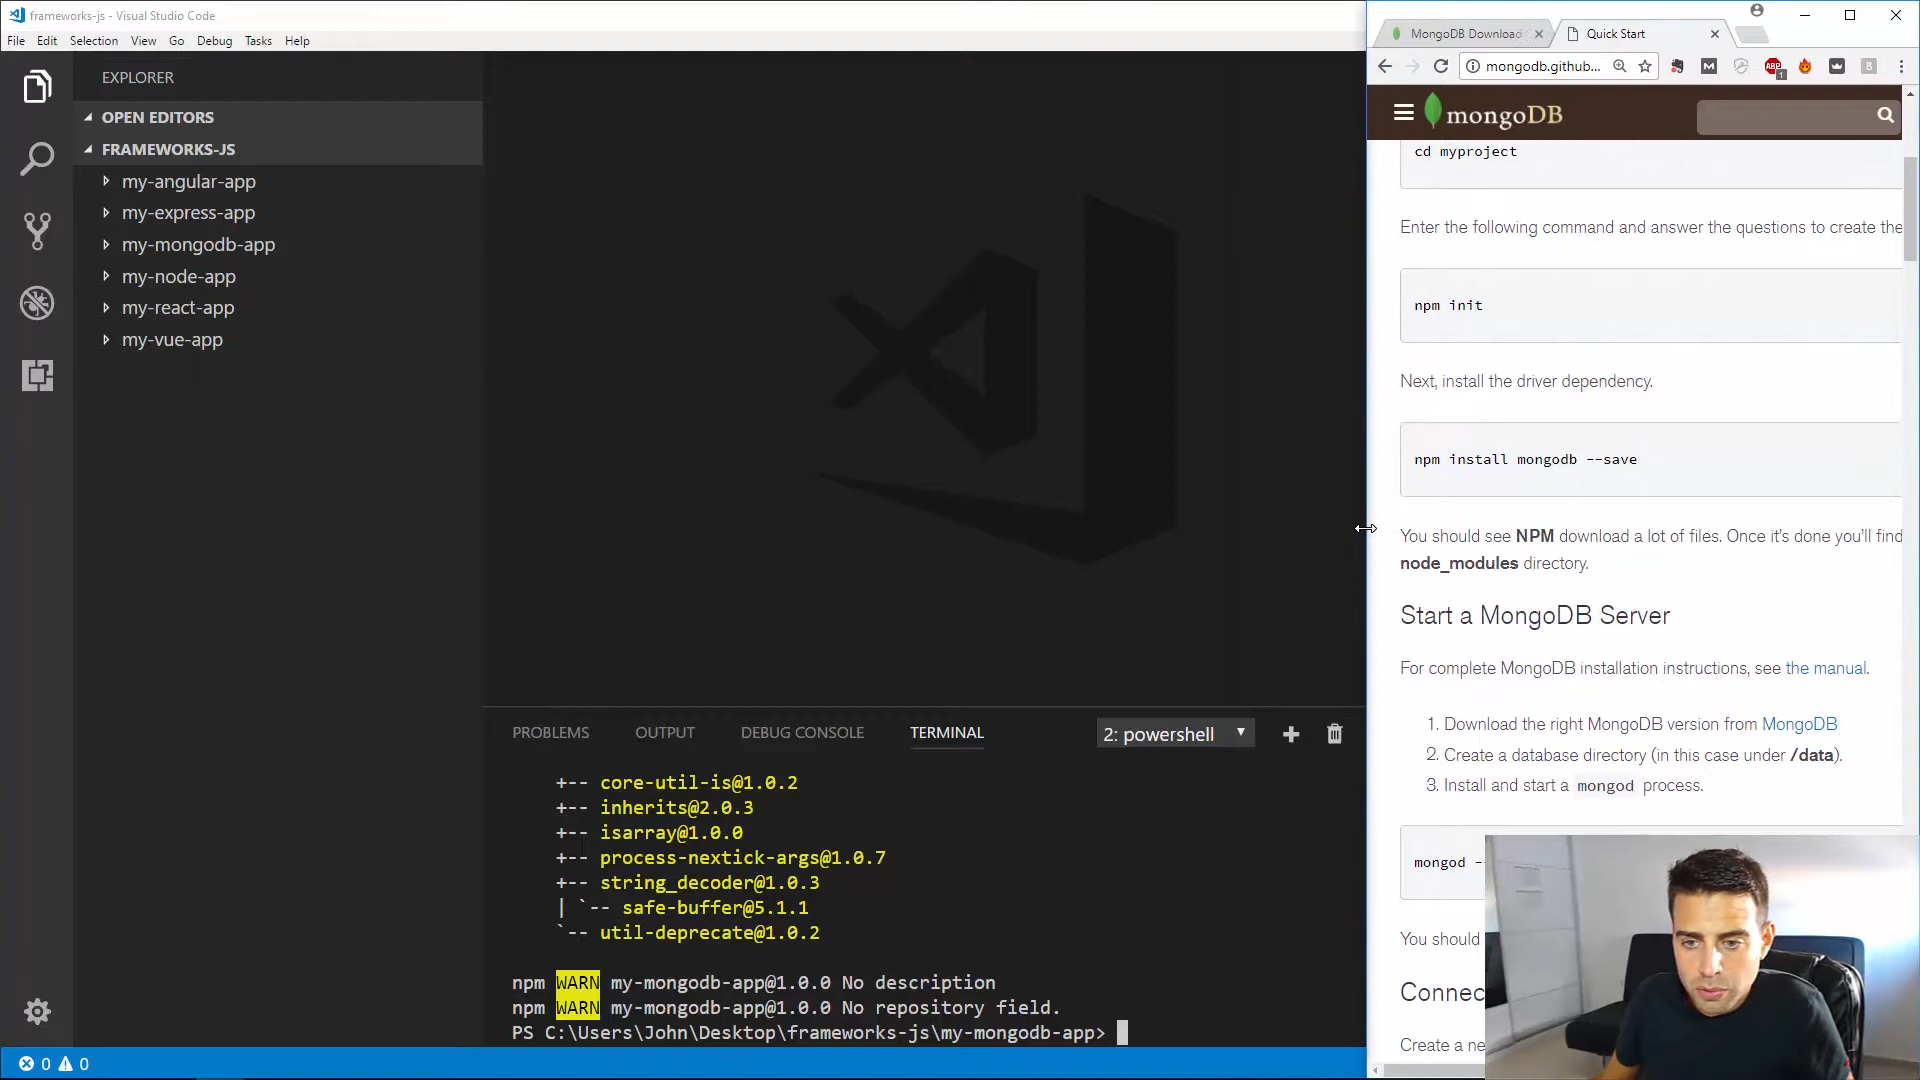 frameworks-js - Visual Studio Code
File Edit Selection View Go Debug Tasks Help
EXPLORER
OPEN EDITORS
FRAMEWORKS-JS
my-angular-app
my-express-app
my-mongodb-app
my-node-app
my-react-app
my-vue-app
PROBLEMS OUTPUT DEBUG CONSOLE TERMINAL
2: powershell
+-- core-util-is@1.0.2
+-- inherits@2.0.3
+-- isarray@1.0.0
+-- process-nextick-args@1.0.7
+-- string_decoder@1.0.3
| `-- safe-buffer@5.1.1
`-- util-deprecate@1.0.2
npm WARN my-mongodb-app@1.0.0 No description
npm WARN my-mongodb-app@1.0.0 No repository field.
PS C:\Users\John\Desktop\frameworks-js\my-mongodb-app>
0 0
MongoDB Download
Quick Start
mongodb.github...
ABP
1
M
B
mongoDB
cd myproject
Enter the following command and answer the questions to create the
npm init
Next, install the driver dependency.
npm install mongodb --save
You should see NPM download a lot of files. Once it's done you'll find
node_modules directory.
Start a MongoDB Server
For complete MongoDB installation instructions, see the manual.
1. Download the right MongoDB version from MongoDB
2. Create a database directory (in this case under /data).
3. Install and start a mongod process.
mongod -
You should
Connec
Create a ne